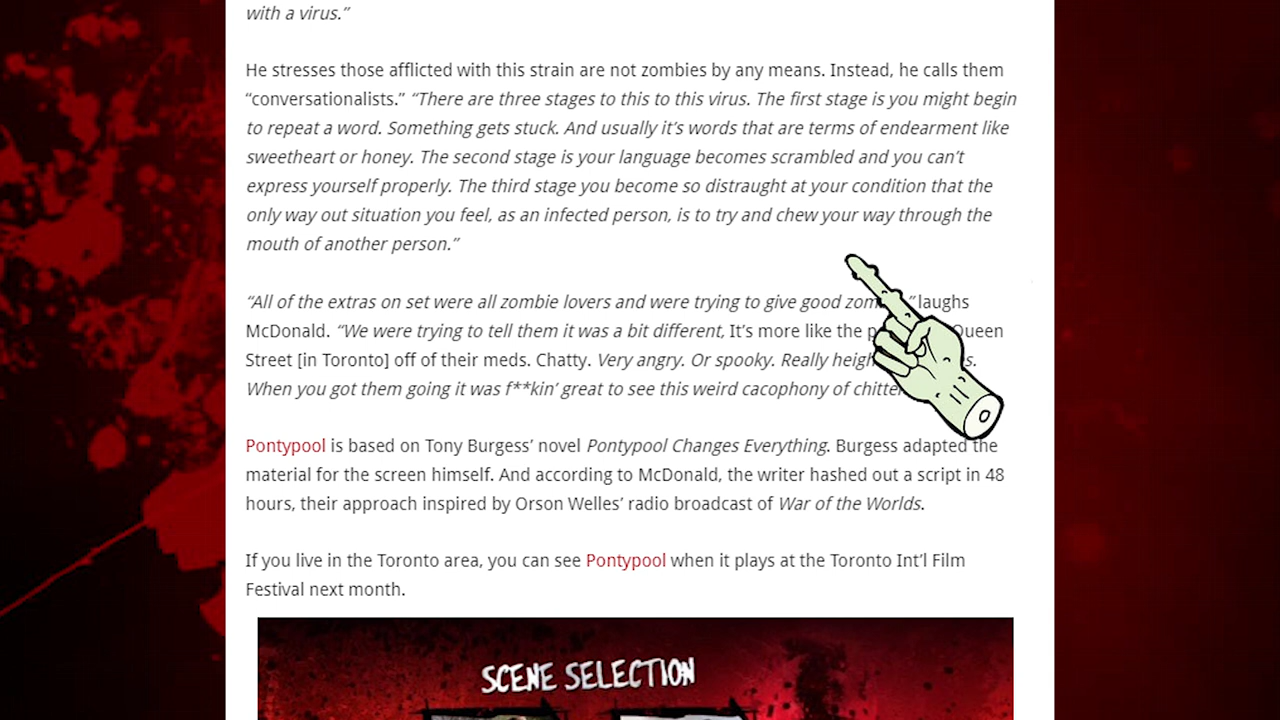 with a virus.”
He stresses those afflicted with this strain are not zombies by any means. Instead, he calls them
“conversationalists.” “There are three stages to this to this virus. The first stage is you might begin
to repeat a word. Something gets stuck. And usually it’s words that are terms of endearment like
sweetheart or honey. The second stage is your language becomes scrambled and you can’t
express yourself properly. The third stage you become so distraught at your condition that the
only way out situation you feel, as an infected person, is to try and chew your way through the
mouth of another person.”
“All of the extras on set were all zombie lovers and were trying to give good laughs
McDonald. “We were trying to tell them it was a bit different, It’s more like the Queen
Street [in Toronto] off of their meds. Chatty. Very angry. Or spooky. Really
When you got them going it was f**kin’ great to see this weird cacophony of
Pontypool is based on Tony Burgess’ novel Pontypool Changes Everything. Burgess adapted the
material for the screen himself. And according to McDonald, the writer hashed out a script in 48
hours, their approach inspired by Orson Welles’ radio broadcast of War of the Worlds.
If you live in the Toronto area, you can see Pontypool when it plays at the Toronto Int’l Film
Festival next month.
SCENE SELECTION